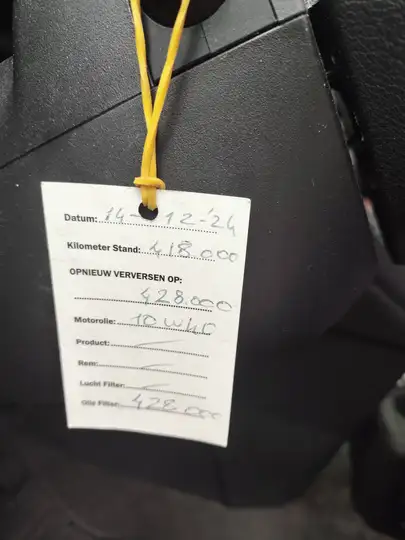 Datum: 14-12-'24
Kilometer Stand: 418.000
OPNIEUW VERVERSEN OP:
428.000
Motorolie: 10W40
Product:
Rem:
Lucht Filter:
Olie Filter: 428.000